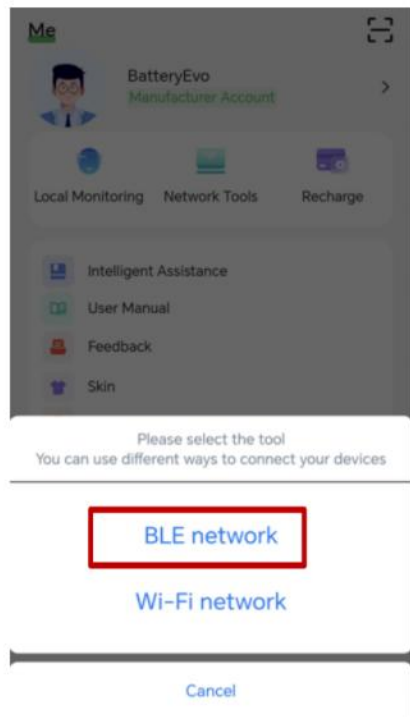 Me
BatteryEvo
Manufacturer Account
Local Monitoring Network Tools Recharge
Intelligent Assistance
User Manual
Feedback
Skin
Please select the tool
You can use different ways to connect your devices
BLE network
Wi-Fi network
Cancel